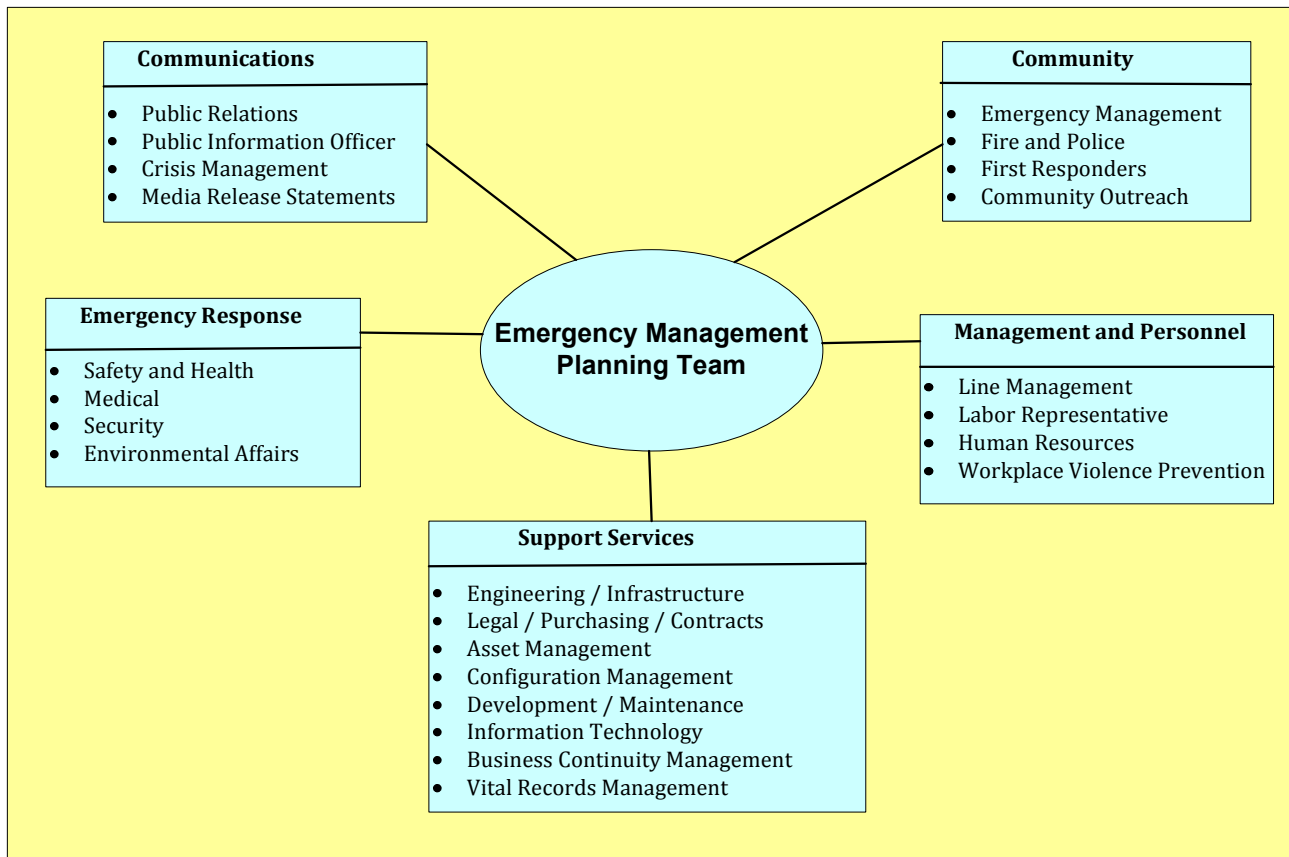 Communications
• Public Relations
• Public Information Officer
• Crisis Management
• Media Release Statements
Community
• Emergency Management
• Fire and Police
• First Responders
• Community Outreach
Emergency Response
• Safety and Health
• Medical
• Security
• Environmental Affairs
Emergency Management
Planning Team
Management and Personnel
• Line Management
• Labor Representative
• Human Resources
• Workplace Violence Prevention
Support Services
• Engineering / Infrastructure
• Legal / Purchasing / Contracts
• Asset Management
• Configuration Management
• Development / Maintenance
• Information Technology
• Business Continuity Management
• Vital Records Management